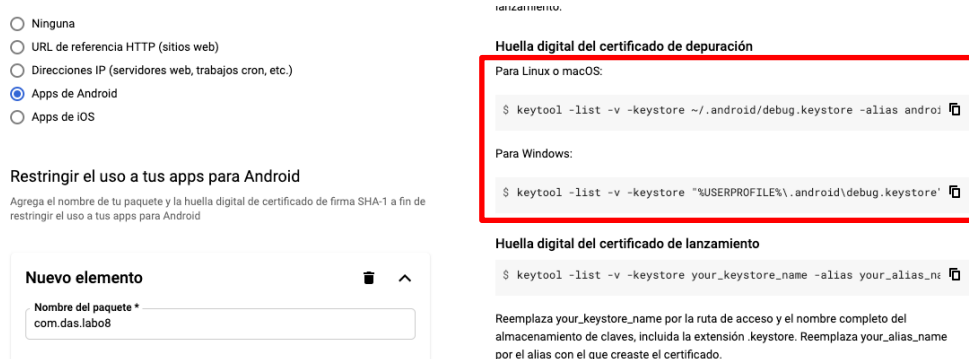 Ninguna
URL de referencia HTTP (sitios web)
Direcciones IP (servidores web, trabajos cron, etc.)
Apps de Android
Apps de iOS
Restringir el uso a tus apps para Android
Agrega el nombre de tu paquete y la huella digital de certificado de firma SHA-1 a fin de
restringir el uso a tus apps para Android
Nuevo elemento
Nombre del paquete *
com.das.labo8
lanzamiento.
Huella digital del certificado de depuración
Para Linux o macOS:
$ keytool -list -v -keystore ~/.android/debug.keystore -alias androi
Para Windows:
$ keytool -list -v -keystore "%USERPROFILE%\.android\debug.keystore"
Huella digital del certificado de lanzamiento
$ keytool -list -v -keystore your_keystore_name -alias your_alias_na
Reemplaza your_keystore_name por la ruta de acceso y el nombre completo del
almacenamiento de claves, incluida la extensión .keystore. Reemplaza your_alias_name
por el alias con el que creaste el certificado.